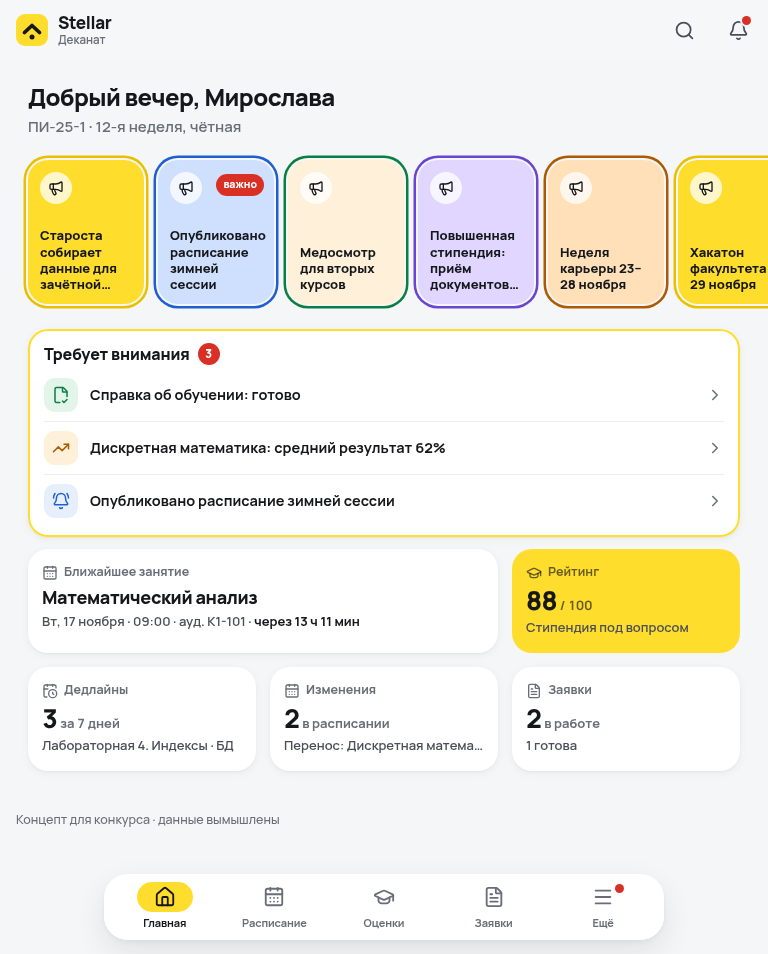 Stellar
Деканат
Добрый вечер, Мирослава
ПИ-25-1 · 12-я неделя, чётная
Староста
собирает
данные для
зачётной…
важно
Опубликовано
расписание
зимней
сессии
Медосмотр
для вторых
курсов
Повышенная
стипендия:
приём
документов…
Неделя
карьеры 23–
28 ноября
Хакатон
факультета
29 ноября
Требует внимания 3
Справка об обучении: готово
Дискретная математика: средний результат 62%
Опубликовано расписание зимней сессии
Ближайшее занятие
Математический анализ
Вт, 17 ноября · 09:00 · ауд. К1-101 · через 13 ч 11 мин
Рейтинг
88 / 100
Стипендия под вопросом
Дедлайны
3 за 7 дней
Лабораторная 4. Индексы · БД
Изменения
2 в расписании
Перенос: Дискретная матема…
Заявки
2 в работе
1 готова
Концепт для конкурса · данные вымышлены
Главная
Расписание
Оценки
Заявки
Ещё